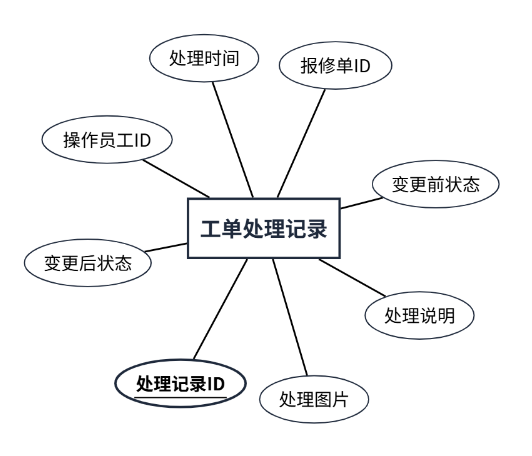 处理时间
报修单ID
操作员工ID
变更前状态
工单处理记录
变更后状态
处理说明
处理记录ID
处理图片